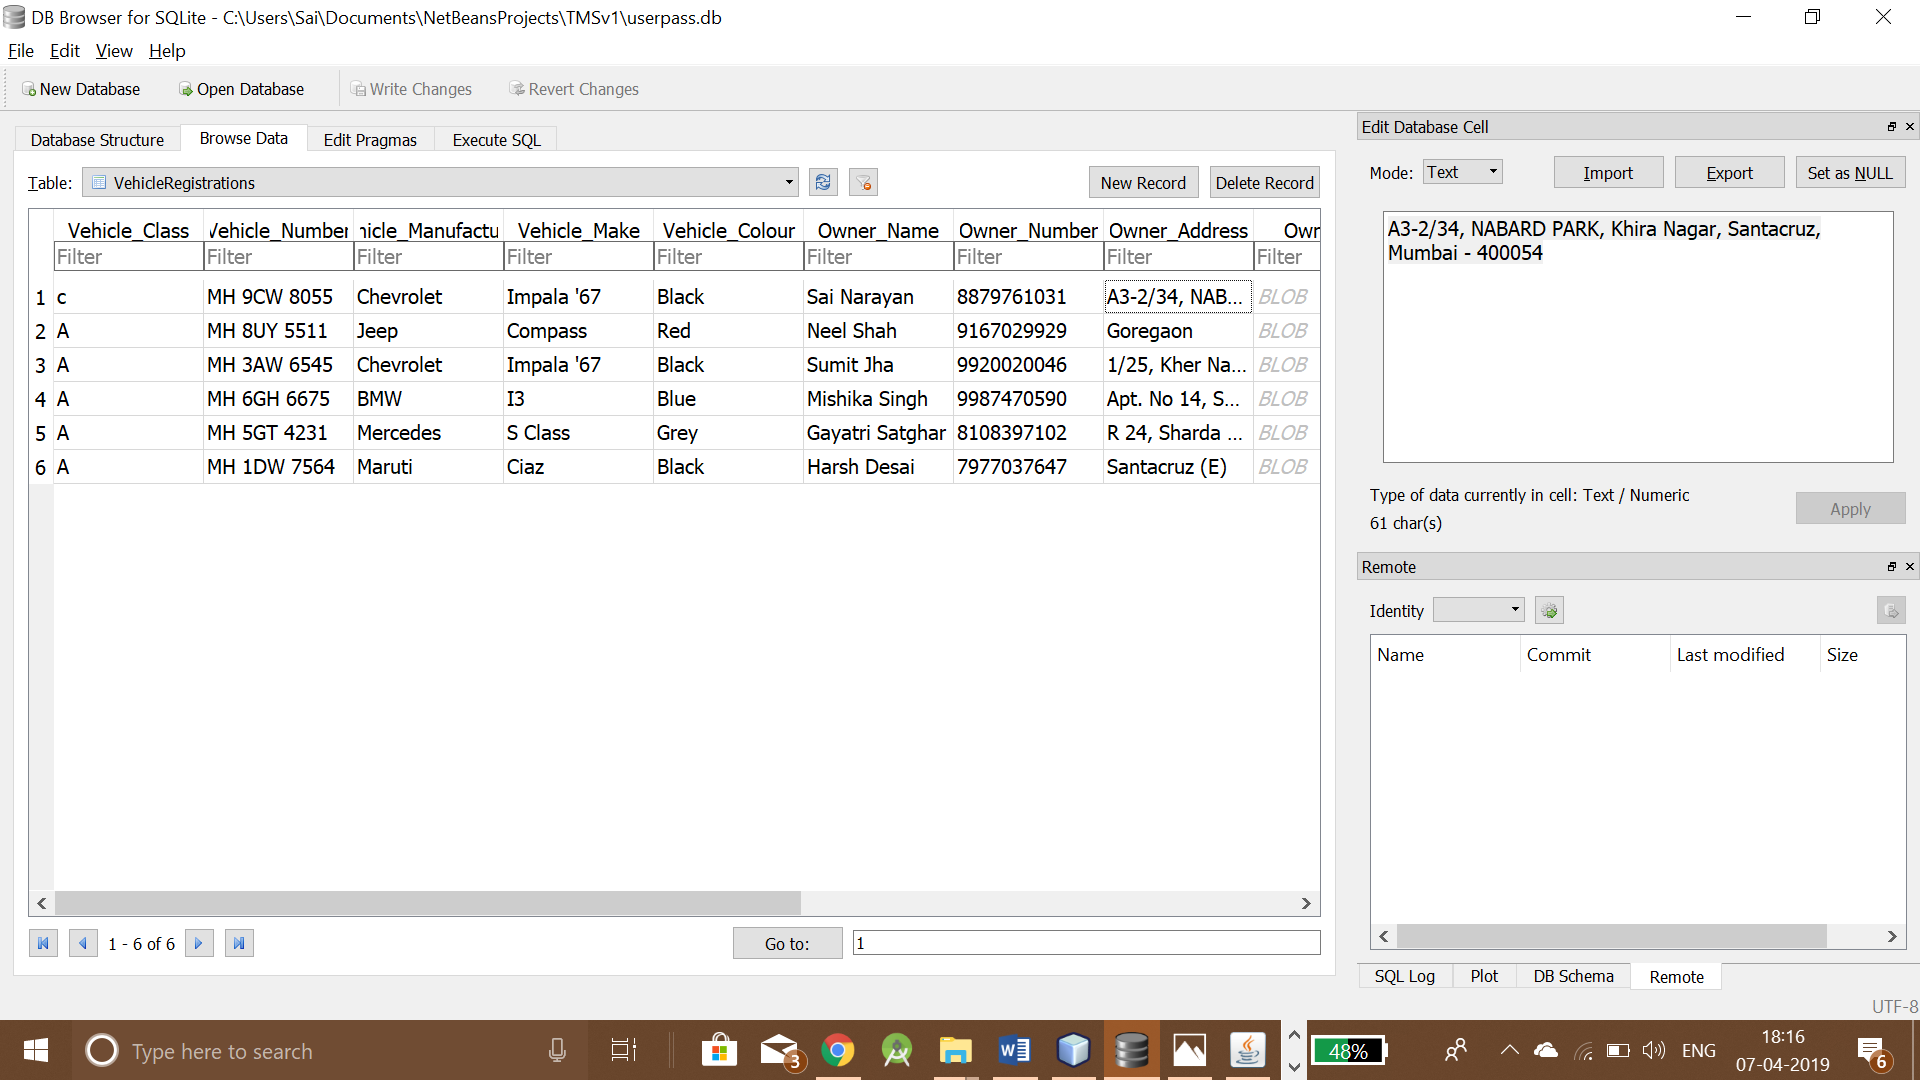 DB Browser for SQLite - C:\Users\Sai\Documents\NetBeansProjects\TMSv1\userpass.db
File Edit View Help
New Database Open Database Write Changes Revert Changes
Database Structure Browse Data Edit Pragmas Execute SQL
Table: VehicleRegistrations New Record Delete Record
Vehicle_Class Vehicle_Number hicle_Manufactu Vehicle_Make Vehicle_Colour Owner_Name Owner_Number Owner_Address Owr
Filter Filter Filter Filter Filter Filter Filter Filter Filter
1 c MH 9CW 8055 Chevrolet Impala '67 Black Sai Narayan 8879761031 A3-2/34, NAB... BLOB
2 A MH 8UY 5511 Jeep Compass Red Neel Shah 9167029929 Goregaon BLOB
3 A MH 3AW 6545 Chevrolet Impala '67 Black Sumit Jha 9920020046 1/25, Kher Na... BLOB
4 A MH 6GH 6675 BMW I3 Blue Mishika Singh 9987470590 Apt. No 14, S... BLOB
5 A MH 5GT 4231 Mercedes S Class Grey Gayatri Satghar 8108397102 R 24, Sharda ... BLOB
6 A MH 1DW 7564 Maruti Ciaz Black Harsh Desai 7977037647 Santacruz (E) BLOB
1 - 6 of 6 Go to: 1
Edit Database Cell
Mode: Text Import Export Set as NULL
A3-2/34, NABARD PARK, Khira Nagar, Santacruz,
Mumbai - 400054
Type of data currently in cell: Text / Numeric
61 char(s)
Apply
Remote
Identity
Name Commit Last modified Size
SQL Log Plot DB Schema Remote
UTF-8
Type here to search 3 48% ENG 18:16
07-04-2019 6